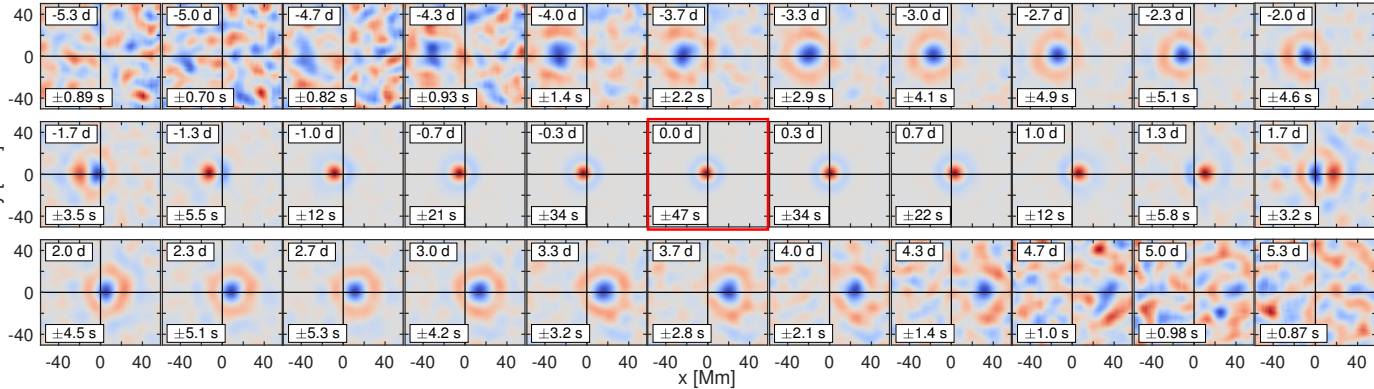 40 0 -40
-5.3 d -5.0 d -4.7 d -4.3 d -4.0 d -3.7 d -3.3 d -3.0 d -2.7 d -2.3 d -2.0 d
±0.89 s ±0.70 s ±0.82 s ±0.93 s ±1.4 s ±2.2 s ±2.9 s ±4.1 s ±4.9 s ±5.1 s ±4.6 s
40 0 -40
-1.7 d -1.3 d -1.0 d -0.7 d -0.3 d 0.0 d 0.3 d 0.7 d 1.0 d 1.3 d 1.7 d
±3.5 s ±5.5 s ±12 s ±21 s ±34 s ±47 s ±34 s ±22 s ±12 s ±5.8 s ±3.2 s
40 0 -40
2.0 d 2.3 d 2.7 d 3.0 d 3.3 d 3.7 d 4.0 d 4.3 d 4.7 d 5.0 d 5.3 d
±4.5 s ±5.1 s ±5.3 s ±4.2 s ±3.2 s ±2.8 s ±2.1 s ±1.4 s ±1.0 s ±0.98 s ±0.87 s
-40 0 40 -40 0 40 -40 0 40 -40 0 40 -40 0 40 -40 0 40 -40 0 40 -40 0 40 -40 0 40 -40 0 40 -40 0 40
x [Mm]